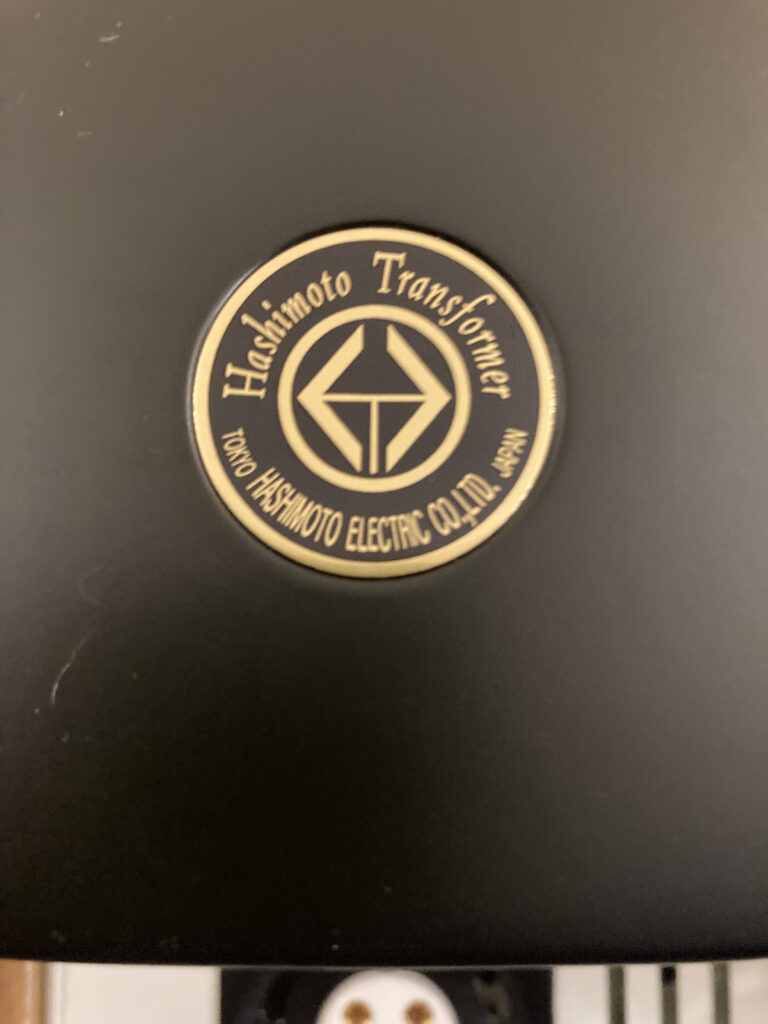 Hashimoto Transformer
TOKYO HASHIMOTO ELECTRIC CO.,LTD. JAPAN